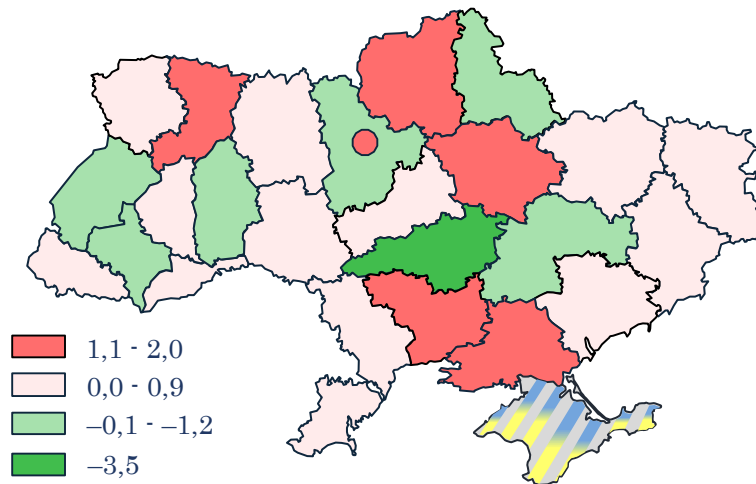 1,1 - 2,0
0,0 - 0,9
–0,1 - –1,2
–3,5